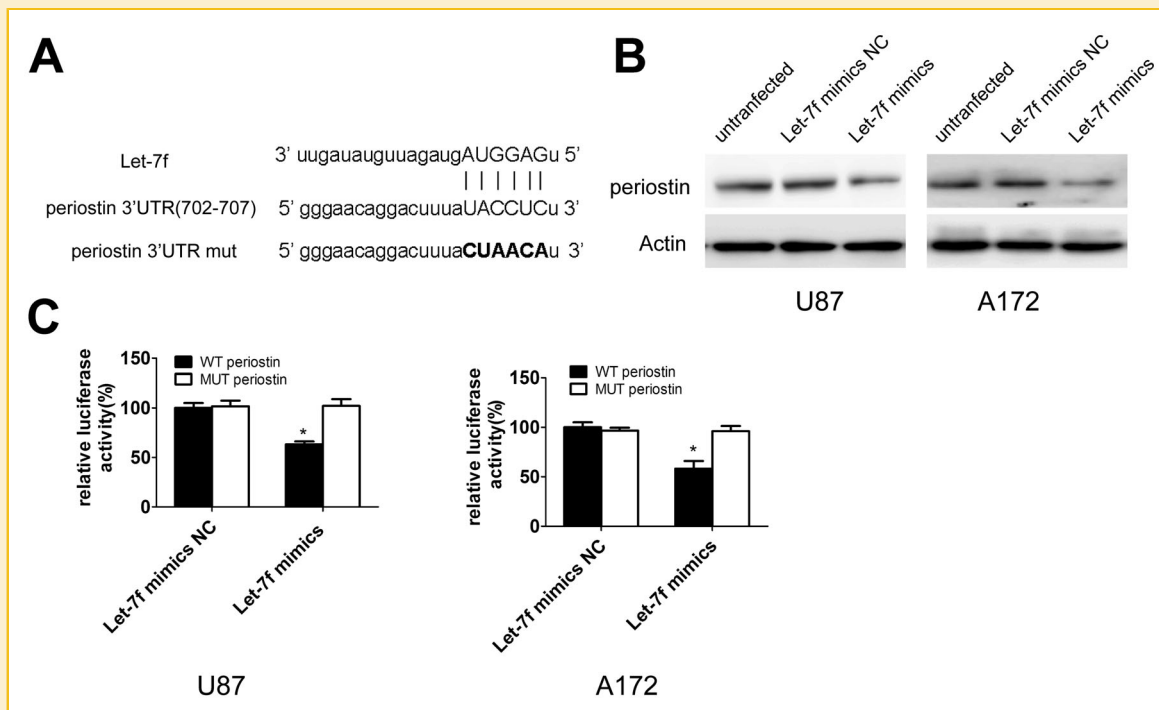 A
Let-7f 3' uugauauguuagaugAUGGAGu 5'
periostin 3'UTR(702-707) 5' gggaacaggacuuuaUACCUCu 3'
periostin 3'UTR mut 5' gggaacaggacuuuaCUAACAu 3'
B
untranfected Let-7f mimics NC Let-7f mimics
untranfected Let-7f mimics NC Let-7f mimics
periostin
Actin
U87 A172
C
relative luciferase
activity(%)
150
100
50
0
WT periostin
MUT periostin
*
Let-7f mimics NC Let-7f mimics
U87
relative luciferase
activity(%)
150
100
50
0
WT periostin
MUT periostin
*
Let-7f mimics NC Let-7f mimics
A172